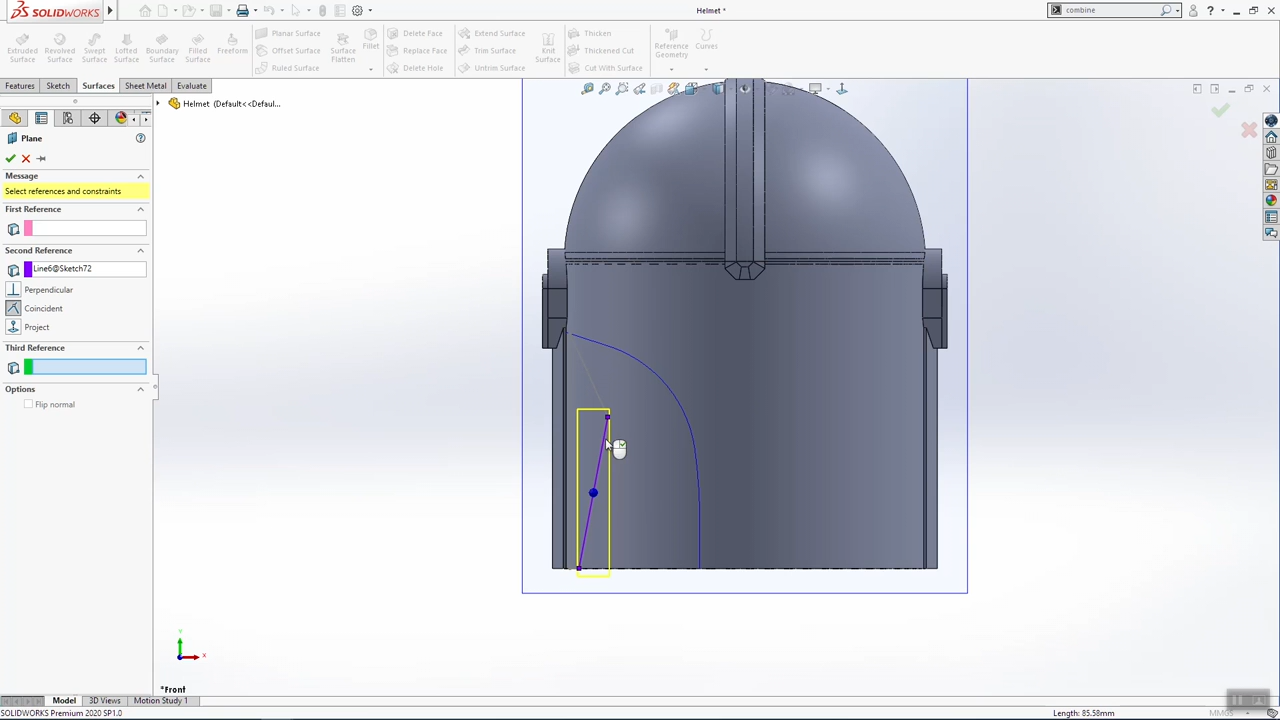 SOLIDWORKS
Helmet *
combine
Extruded Surface
Revolved Surface
Swept Surface
Lofted Surface
Boundary Surface
Filled Surface
Freeform
Planar Surface
Offset Surface
Ruled Surface
Surface Flatten
Fillet
Delete Face
Replace Face
Delete Hole
Extend Surface
Trim Surface
Untrim Surface
Knit Surface
Thicken
Thickened Cut
Cut With Surface
Reference Geometry
Curves
Features
Sketch
Surfaces
Sheet Metal
Evaluate
Helmet (Default<<Defaul...
Plane
Message
Select references and constraints
First Reference
Second Reference
Line6@Sketch72
Perpendicular
Coincident
Project
Third Reference
Options
Flip normal
Y
X
*Front
Model
3D Views
Motion Study 1
SOLIDWORKS Premium 2020 SP1.0
Length: 85.58mm
MMGS